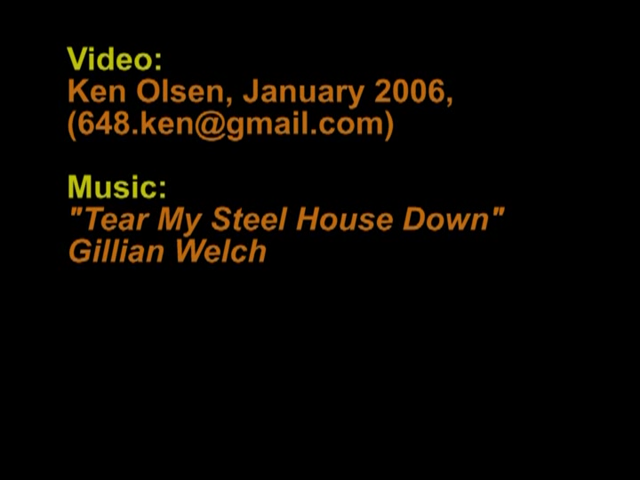 Video:
Ken Olsen, January 2006,
(648.ken@gmail.com)
Music:
"Tear My Steel House Down"
Gillian Welch